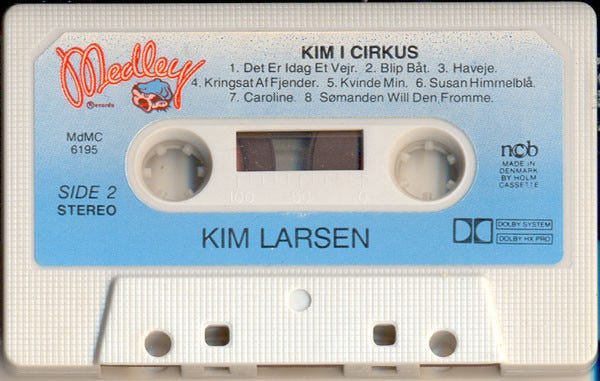 Medley
Records
KIM I CIRKUS
1. Det Er Idag Et Vejr. 2. Blip Båt. 3. Haveje.
4. Kringsat Af Fjender. 5. Kvinde Min. 6. Susan Himmelblå.
7. Caroline. 8. Sømanden Will Den Fromme.
MdMC
6195
SIDE 2
STEREO
ncb
MADE IN
DENMARK
BY HOLM
CASSETTE
100 50 0
KIM LARSEN
DOLBY SYSTEM
DOLBY HX PRO